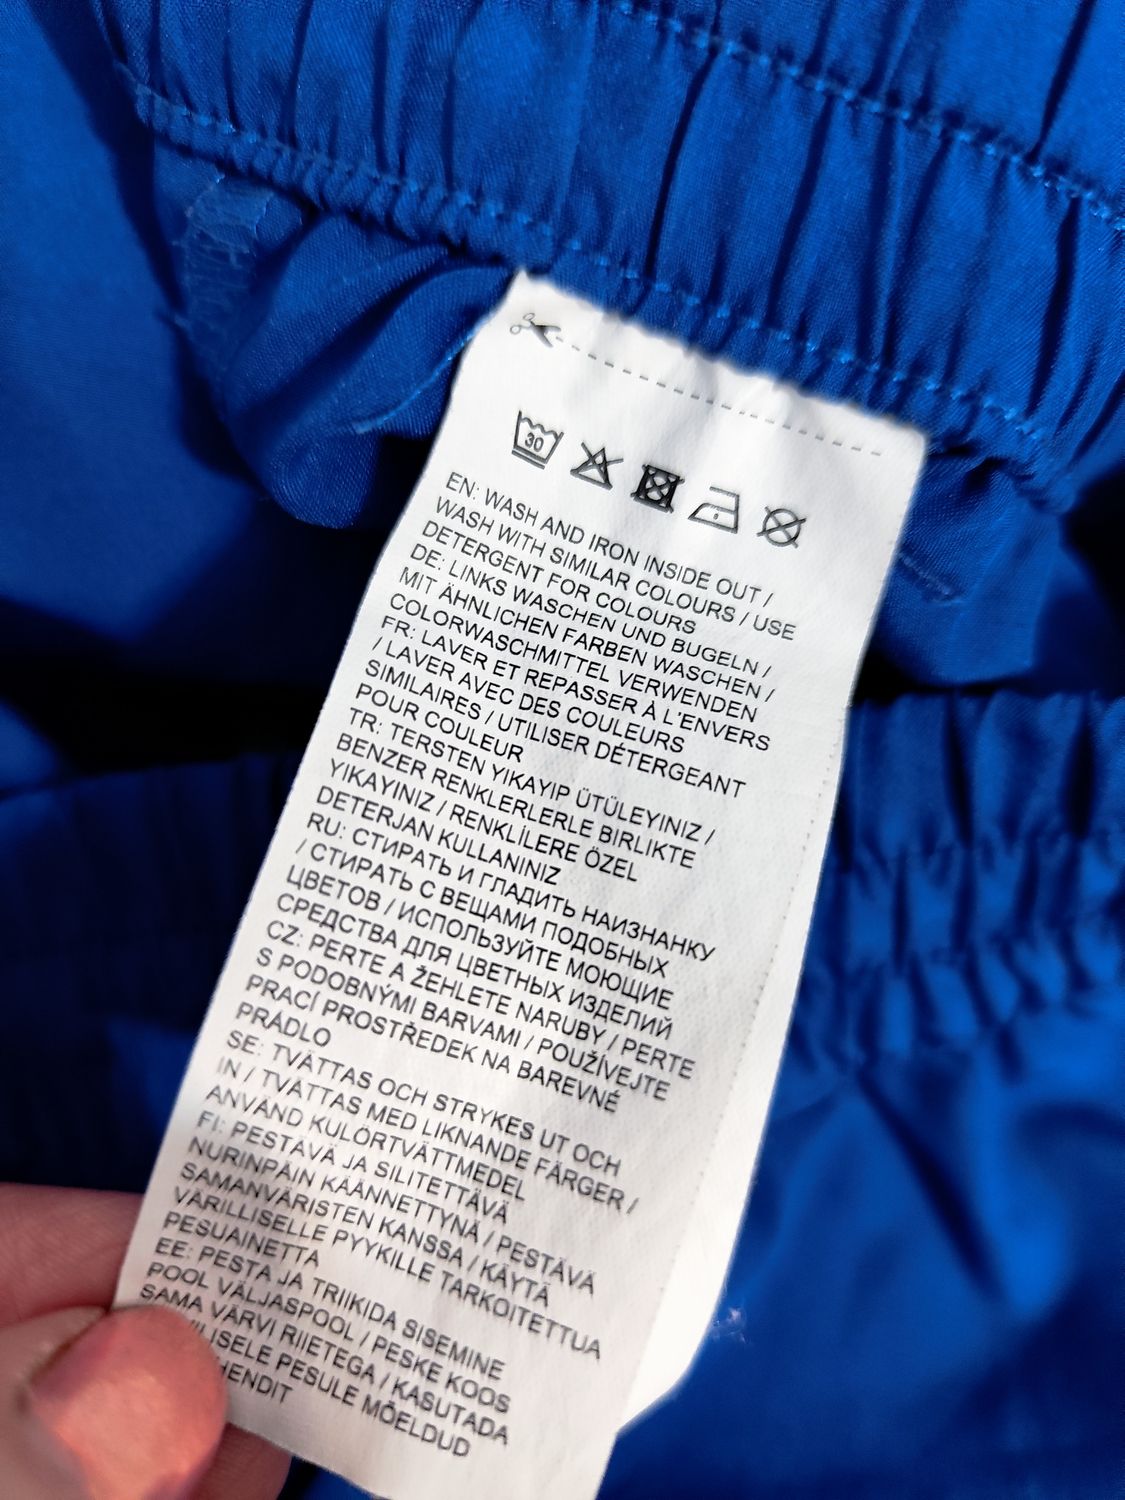 30
EN: WASH AND IRON INSIDE OUT /
WASH WITH SIMILAR COLOURS / USE
DETERGENT FOR COLOURS
DE: LINKS WASCHEN UND BÜGELN /
MIT ÄHNLICHEN FARBEN WASCHEN /
COLORWASCHMITTEL VERWENDEN
FR: LAVER ET REPASSER À L'ENVERS
/ LAVER AVEC DES COULEURS
SIMILAIRES / UTILISER DÉTERGEANT
POUR COULEUR
TR: TERSTEN YIKAYIP ÜTÜLEYINIZ /
BENZER RENKLERLERLE BIRLIKTE
YIKAYINIZ / RENKLİLERE ÖZEL
DETERJAN KULLANINIZ
RU: СТИРАТЬ И ГЛАДИТЬ НАИЗНАНКУ
/ СТИРАТЬ С ВЕЩАМИ ПОДОБНЫХ
ЦВЕТОВ / ИСПОЛЬЗУЙТЕ МОЮЩИЕ
СРЕДСТВА ДЛЯ ЦВЕТНЫХ ИЗДЕЛИЙ
CZ: PERTE A ŽEHLETE NARUBY / PERTE
S PODOBNÝMI BARVAMI / POUŽÍVEJTE
PRACÍ PROSTŘEDEK NA BAREVNÉ
PRÁDLO
SE: TVÄTTAS OCH STRYKES UT OCH
IN / TVÄTTAS MED LIKNANDE FÄRGER /
ANVÄND KULÖRTVÄTTMEDEL
FI: PESTÄVÄ JA SILITETTÄVÄ
NURINPÄIN KÄÄNNETTYNÄ / PESTÄVÄ
SAMANVÄRISTEN KANSSA / KÄYTÄ
VÄRILLISELLE PYYKILLE TARKOITETTUA
PESUAINETTA
EE: PESTA JA TRIIKIDA SISEMINE
POOL VÄLJASPOOL / PESKE KOOS
SAMA VÄRVI RIIETEGA / KASUTADA
PESULE MÕELDUD